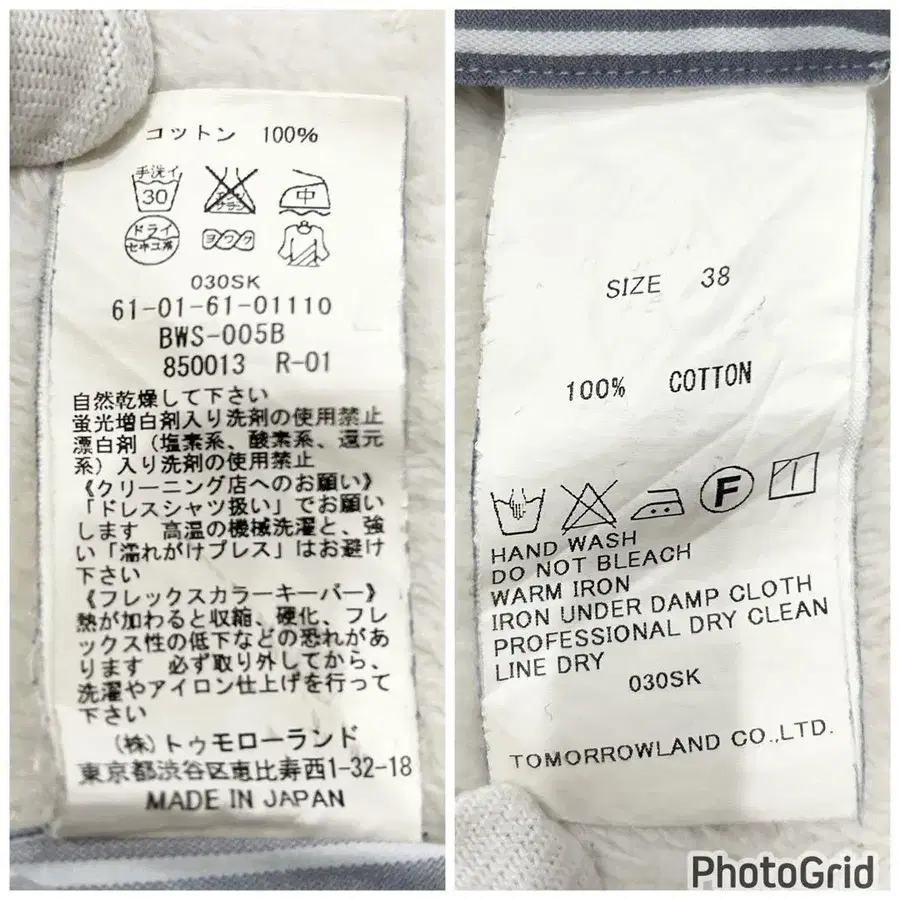 コットン 100%
手洗イ
30
エンソ
サラシ
中
ドライ
セキユ系
ヨワク
030SK
61-01-61-01110
BWS-005B
850013 R-01
自然乾燥して下さい
蛍光増白剤入り洗剤の使用禁止
漂白剤（塩素系、酸素系、還元
系）入り洗剤の使用禁止
《クリーニング店へのお願い》
「ドレスシャツ扱い」でお願い
します 高温の機械洗濯と、強
い「濡れがけプレス」はお避け
下さい
《フレックスカラーキーパー》
熱が加わると収縮、硬化、フレ
ックス性の低下などの恐れがあ
ります 必ず取り外してから、
洗濯やアイロン仕上げを行って
下さい
（株）トゥモローランド
東京都渋谷区恵比寿西1-32-18
MADE IN JAPAN
SIZE 38
100% COTTON
F
HAND WASH
DO NOT BLEACH
WARM IRON
IRON UNDER DAMP CLOTH
PROFESSIONAL DRY CLEAN
LINE DRY
030SK
TOMORROWLAND CO.,LTD.
PhotoGrid